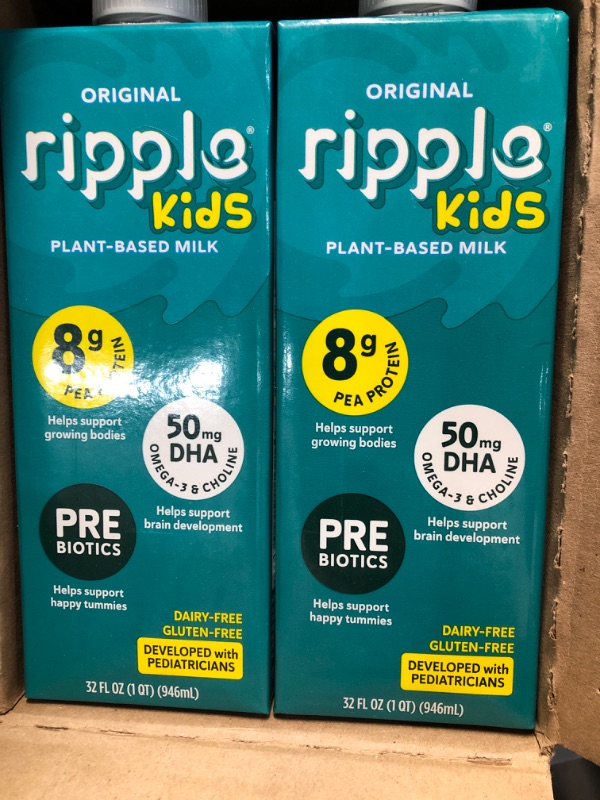 ORIGINAL
ripple®
KidS
PLANT-BASED MILK
8g
PEA
Helps support
growing bodies
50mg
DHA
OMEGA-3 & CHOLINE
Helps support
brain development
PRE
BIOTICS
Helps support
happy tummies
DAIRY-FREE
GLUTEN-FREE
DEVELOPED with
PEDIATRICIANS
32 FL OZ (1 QT) (946mL)
ORIGINAL
ripple®
KidS
PLANT-BASED MILK
8g
PEA PROTEIN
Helps support
growing bodies
50mg
DHA
OMEGA-3 & CHOLINE
Helps support
brain development
PRE
BIOTICS
Helps support
happy tummies
DAIRY-FREE
GLUTEN-FREE
DEVELOPED with
PEDIATRICIANS
32 FL OZ (1 QT) (946mL)